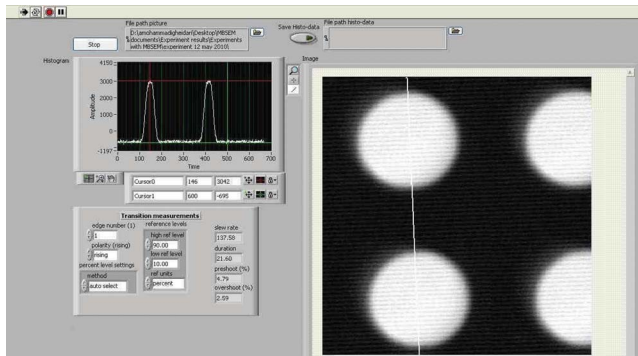 File path picture
D:\amohammadigheidari\Desktop\MBSEM
\documents\Experiment results\Experiments
with MBSEM\experiment 12 may 2010\
Save Histo-data
File path histo-data
Stop
Histogram
Image
Amplitude
4150
3000
2000
1000
0
-1197
0 100 200 300 400 500 600 700
Time
Cursor0 146 3042
Cursor1 600 -695
Transition measurements
edge number (1)
1
polarity (rising)
rising
percent level settings
method
auto select
reference levels
high ref level
90.00
low ref level
10.00
ref units
percent
slew rate
137.58
duration
21.60
preshoot (%)
4.79
overshoot (%)
2.59